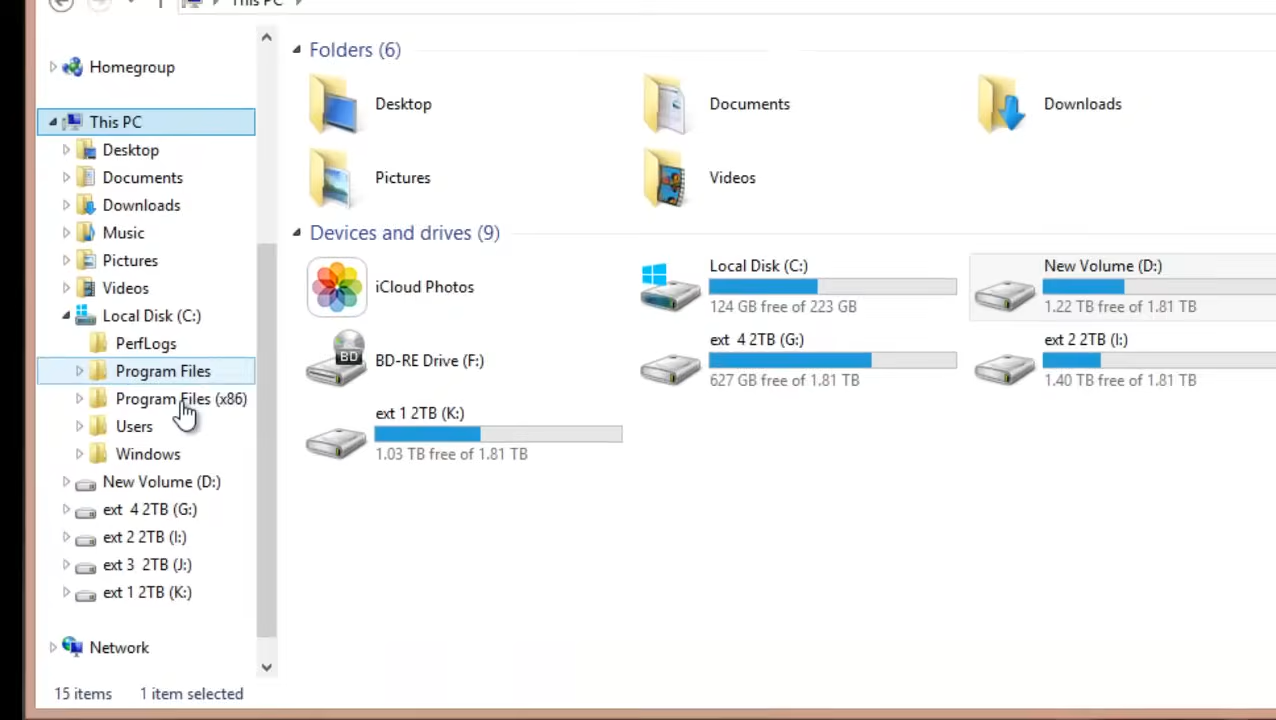 This PC
Homegroup
This PC
Desktop
Documents
Downloads
Music
Pictures
Videos
Local Disk (C:)
PerfLogs
Program Files
Program Files (x86)
Users
Windows
New Volume (D:)
ext 4 2TB (G:)
ext 2 2TB (I:)
ext 3 2TB (J:)
ext 1 2TB (K:)
Network
15 items 1 item selected
Folders (6)
Desktop
Documents
Downloads
Pictures
Videos
Devices and drives (9)
iCloud Photos
Local Disk (C:)
124 GB free of 223 GB
New Volume (D:)
1.22 TB free of 1.81 TB
BD
BD-RE Drive (F:)
ext 4 2TB (G:)
627 GB free of 1.81 TB
ext 2 2TB (I:)
1.40 TB free of 1.81 TB
ext 1 2TB (K:)
1.03 TB free of 1.81 TB